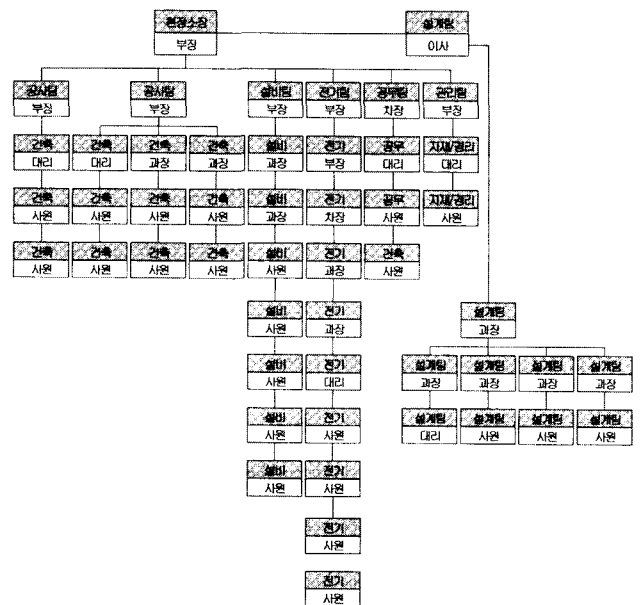 현장소장 설계팀
부장 이사
공사팀 공사팀 설비팀 전기팀 공무팀 관리팀
부장 부장 부장 부장 차장 부장
건축 건축 건축 건축 설비 전기 공무 자재/경리
대리 대리 과장 과장 과장 부장 대리 대리
건축 건축 건축 건축 설비 전기 공무 자재/경리
사원 사원 사원 사원 과장 차장 사원 사원
건축 건축 건축 건축 설비 전기 건축
사원 사원 사원 사원 사원 과장 사원
설비 전기 설계팀
사원 과장 과장
설비 전기 설계팀 설계팀 설계팀 설계팀
사원 대리 과장 과장 과장 과장
설비 전기 설계팀 설계팀 설계팀 설계팀
사원 사원 대리 사원 사원 사원
설비 전기
사원 사원
전기
사원
전기
사원